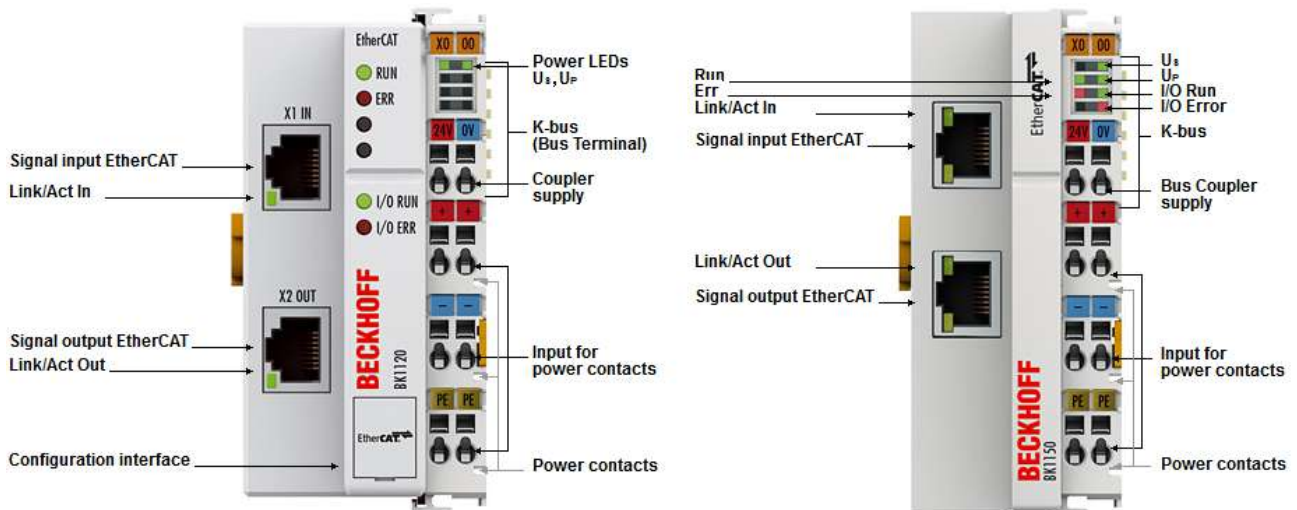 EtherCAT
X0 00
RUN
ERR
Power LEDs
Us, Up
X1 IN
24V 0V
K-bus
(Bus Terminal)
Signal input EtherCAT
Link/Act In
Coupler
supply
I/O RUN
I/O ERR
+ +
X2 OUT
BECKHOFF
BK1120
Signal output EtherCAT
Link/Act Out
− −
Input for
power contacts
PE PE
EtherCAT
Configuration interface
Power contacts
X0 00
Run
Err
Link/Act In
Signal input EtherCAT
EtherCAT
Us
Up
I/O Run
I/O Error
24V 0V
K-bus
Bus Coupler
supply
+ +
Link/Act Out
Signal output EtherCAT
− −
Input for
power contacts
BECKHOFF
BK1150
PE PE
Power contacts